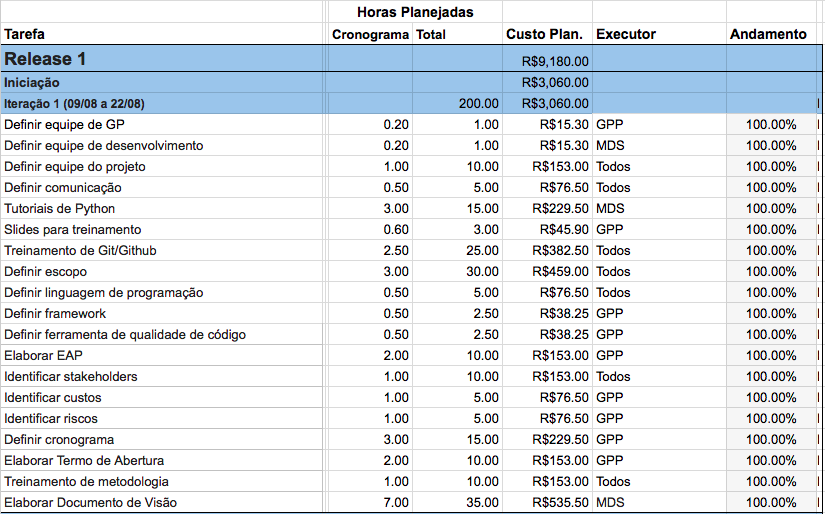 Horas Planejadas
Tarefa Cronograma Total Custo Plan. Executor Andamento
Release 1 R$9,180.00
Iniciação R$3,060.00
Iteração 1 (09/08 a 22/08) 200.00 R$3,060.00
Definir equipe de GP 0.20 1.00 R$15.30 GPP 100.00%
Definir equipe de desenvolvimento 0.20 1.00 R$15.30 MDS 100.00%
Definir equipe do projeto 1.00 10.00 R$153.00 Todos 100.00%
Definir comunicação 0.50 5.00 R$76.50 Todos 100.00%
Tutoriais de Python 3.00 15.00 R$229.50 MDS 100.00%
Slides para treinamento 0.60 3.00 R$45.90 GPP 100.00%
Treinamento de Git/Github 2.50 25.00 R$382.50 Todos 100.00%
Definir escopo 3.00 30.00 R$459.00 Todos 100.00%
Definir linguagem de programação 0.50 5.00 R$76.50 Todos 100.00%
Definir framework 0.50 2.50 R$38.25 GPP 100.00%
Definir ferramenta de qualidade de código 0.50 2.50 R$38.25 GPP 100.00%
Elaborar EAP 2.00 10.00 R$153.00 GPP 100.00%
Identificar stakeholders 1.00 10.00 R$153.00 Todos 100.00%
Identificar custos 1.00 5.00 R$76.50 GPP 100.00%
Identificar riscos 1.00 5.00 R$76.50 GPP 100.00%
Definir cronograma 3.00 15.00 R$229.50 GPP 100.00%
Elaborar Termo de Abertura 2.00 10.00 R$153.00 GPP 100.00%
Treinamento de metodologia 1.00 10.00 R$153.00 Todos 100.00%
Elaborar Documento de Visão 7.00 35.00 R$535.50 MDS 100.00%